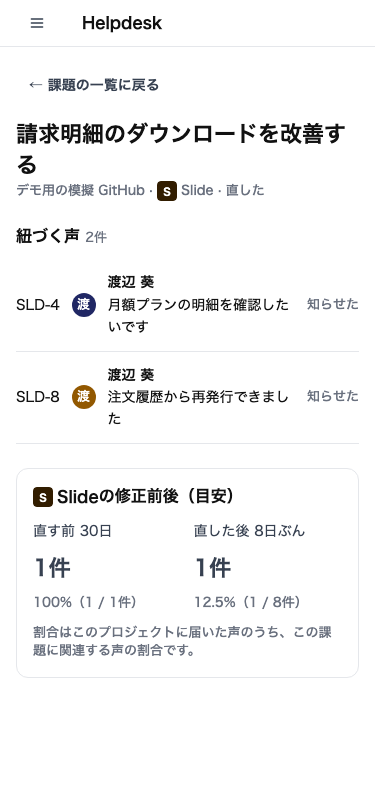 Helpdesk
← 課題の一覧に戻る
請求明細のダウンロードを改善す
る
デモ用の模擬 GitHub · S Slide · 直した
紐づく声 2件
渡辺 葵
SLD-4 渡 月額プランの明細を確認した 知らせた
いです
渡辺 葵
SLD-8 渡 注文履歴から再発行できまし 知らせた
た
S Slideの修正前後（目安）
直す前 30日 直した後 8日ぶん
1件 1件
100%（1 / 1件） 12.5%（1 / 8件）
割合はこのプロジェクトに届いた声のうち、この課
題に関連する声の割合です。